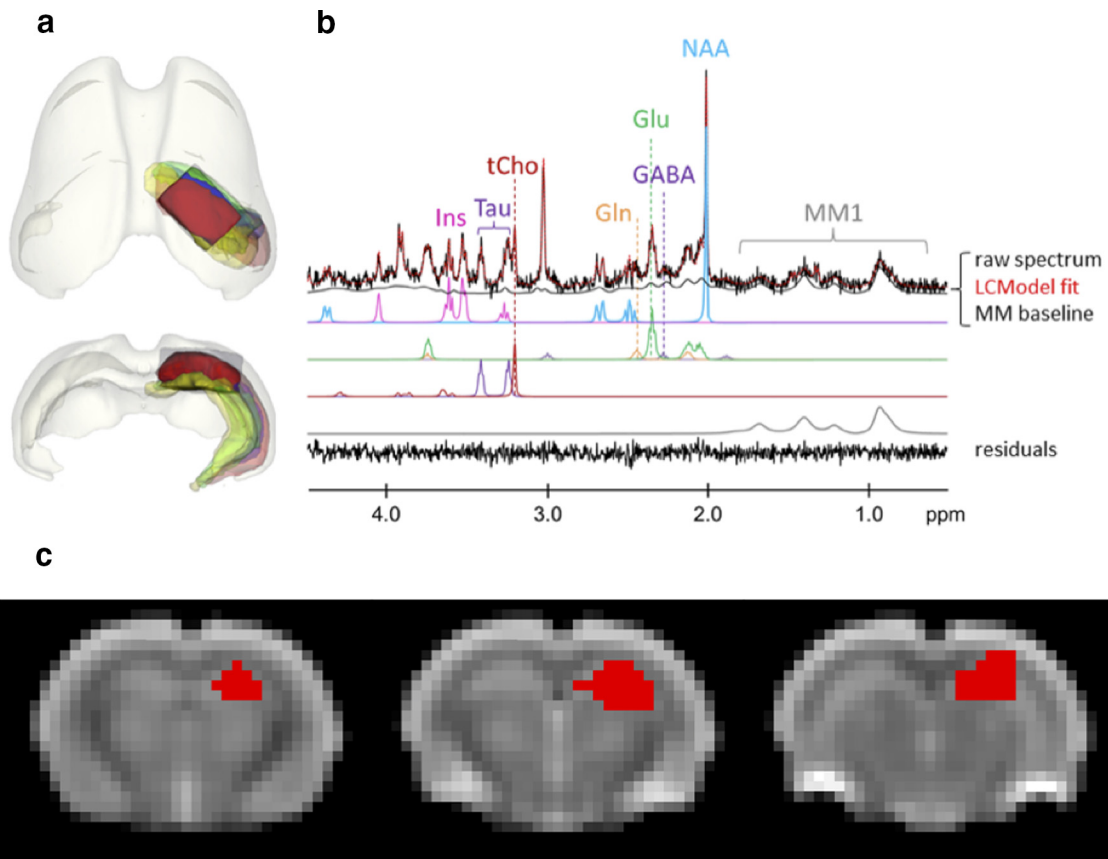 a
b
NAA
Glu
tCho
GABA
Ins
Tau
Gln
MM1
raw spectrum
LCModel fit
MM baseline
residuals
4.0 3.0 2.0 1.0 ppm
c